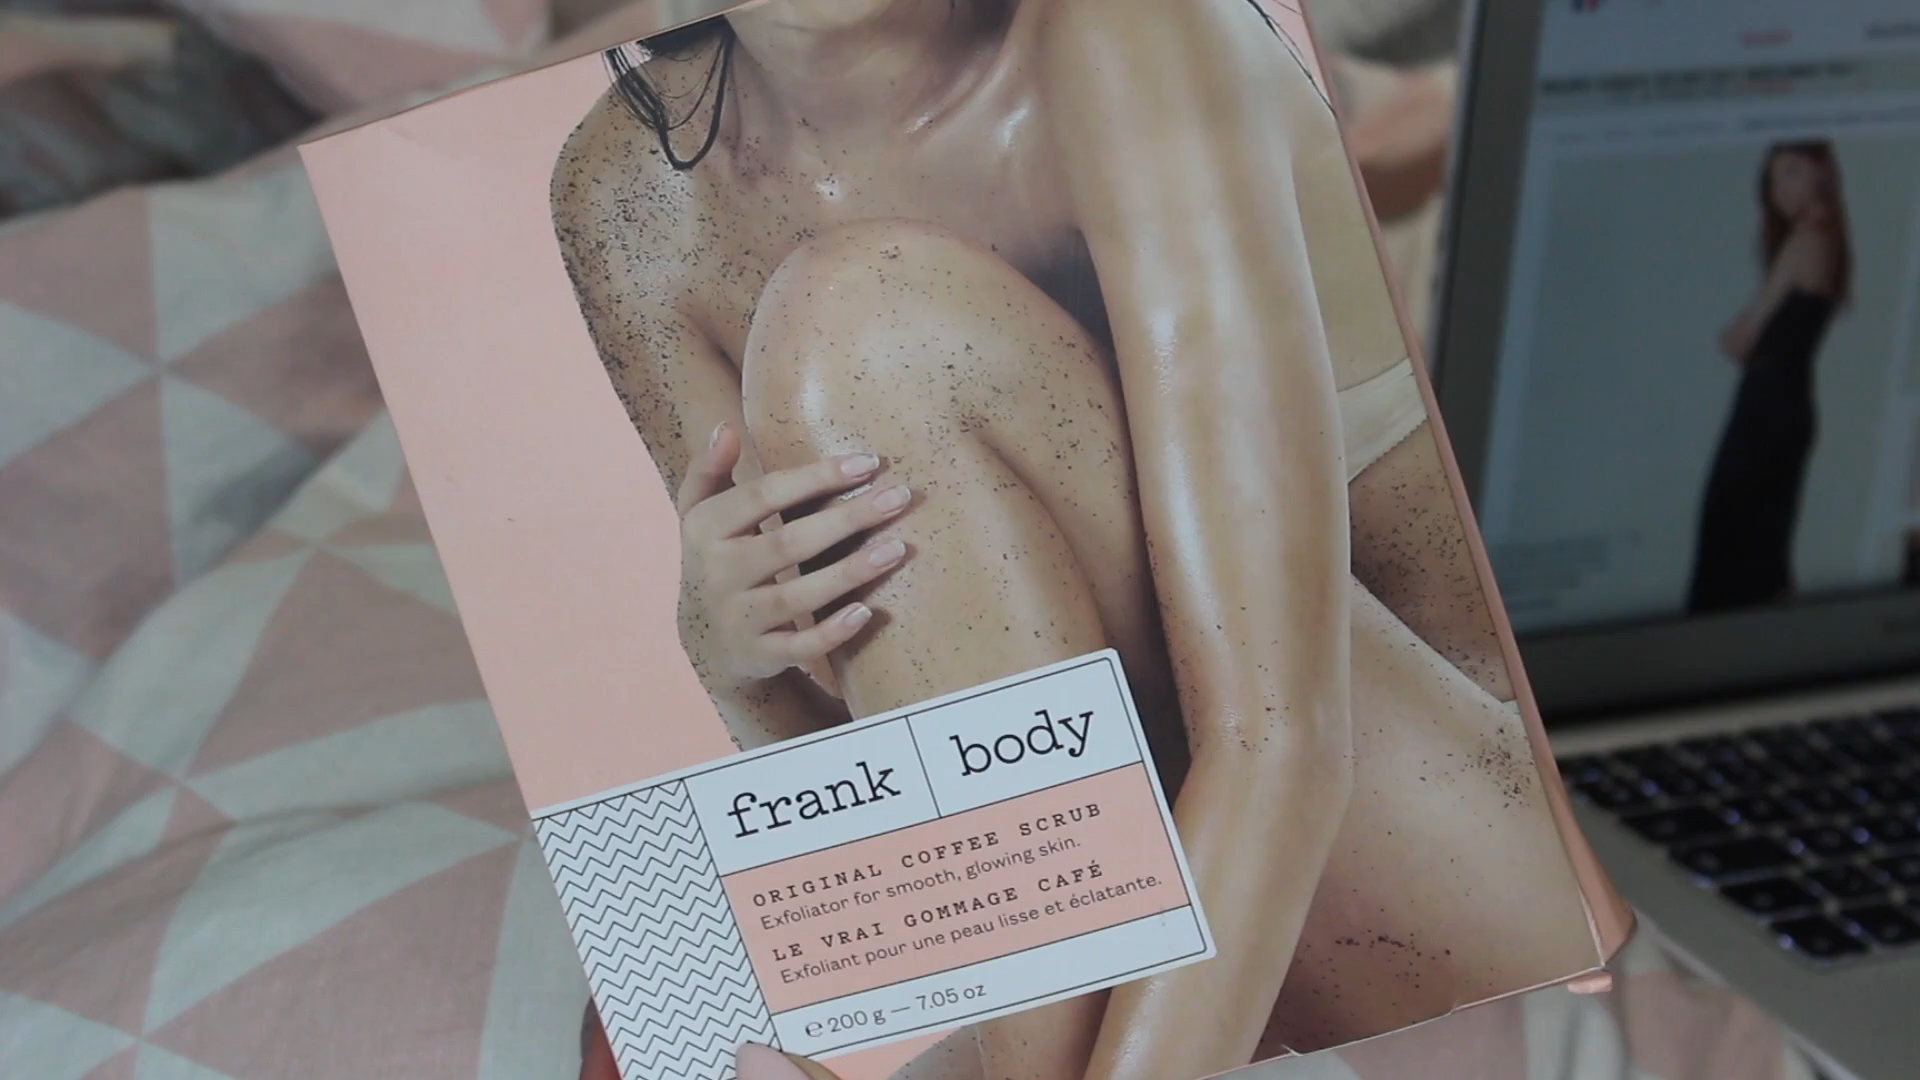 frank body
ORIGINAL COFFEE SCRUB
Exfoliator for smooth, glowing skin.
LE VRAI GOMMAGE CAFÉ
Exfoliant pour une peau lisse et éclatante.
℮ 200 g — 7.05 oz